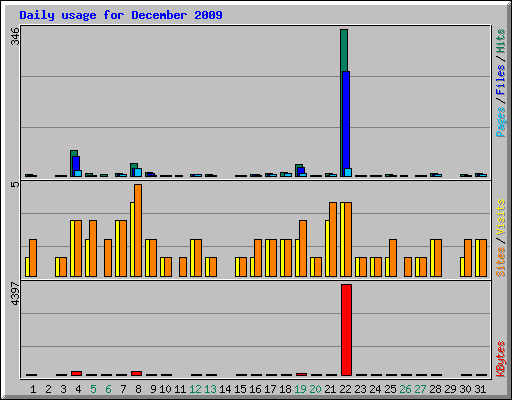 Daily usage for December 2009
346
Pages / Files / Hits
5
Sites / Visits
4397
KBytes
1 2 3 4 5 6 7 8 9 10 11 12 13 14 15 16 17 18 19 20 21 22 23 24 25 26 27 28 29 30 31